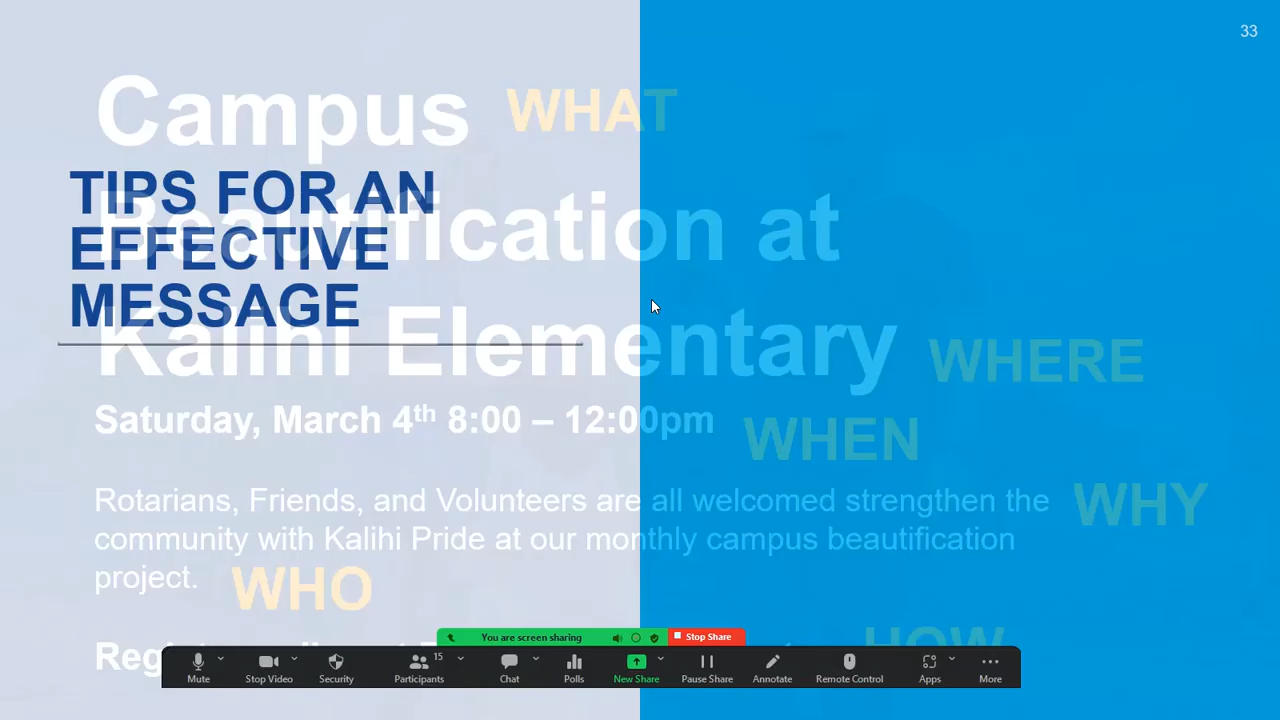 33
Campus WHAT
TIPS FOR AN
EFFECTIVE
MESSAGE
Beautification at
Kalihi Elementary WHERE
Saturday, March 4th 8:00 – 12:00pm WHEN
Rotarians, Friends, and Volunteers are all welcomed strengthen the
community with Kalihi Pride at our monthly campus beautification
project. WHY
WHO
HOW
You are screen sharing Stop Share
Mute Stop Video Security Participants 15 Chat Polls New Share Pause Share Annotate Remote Control Apps More